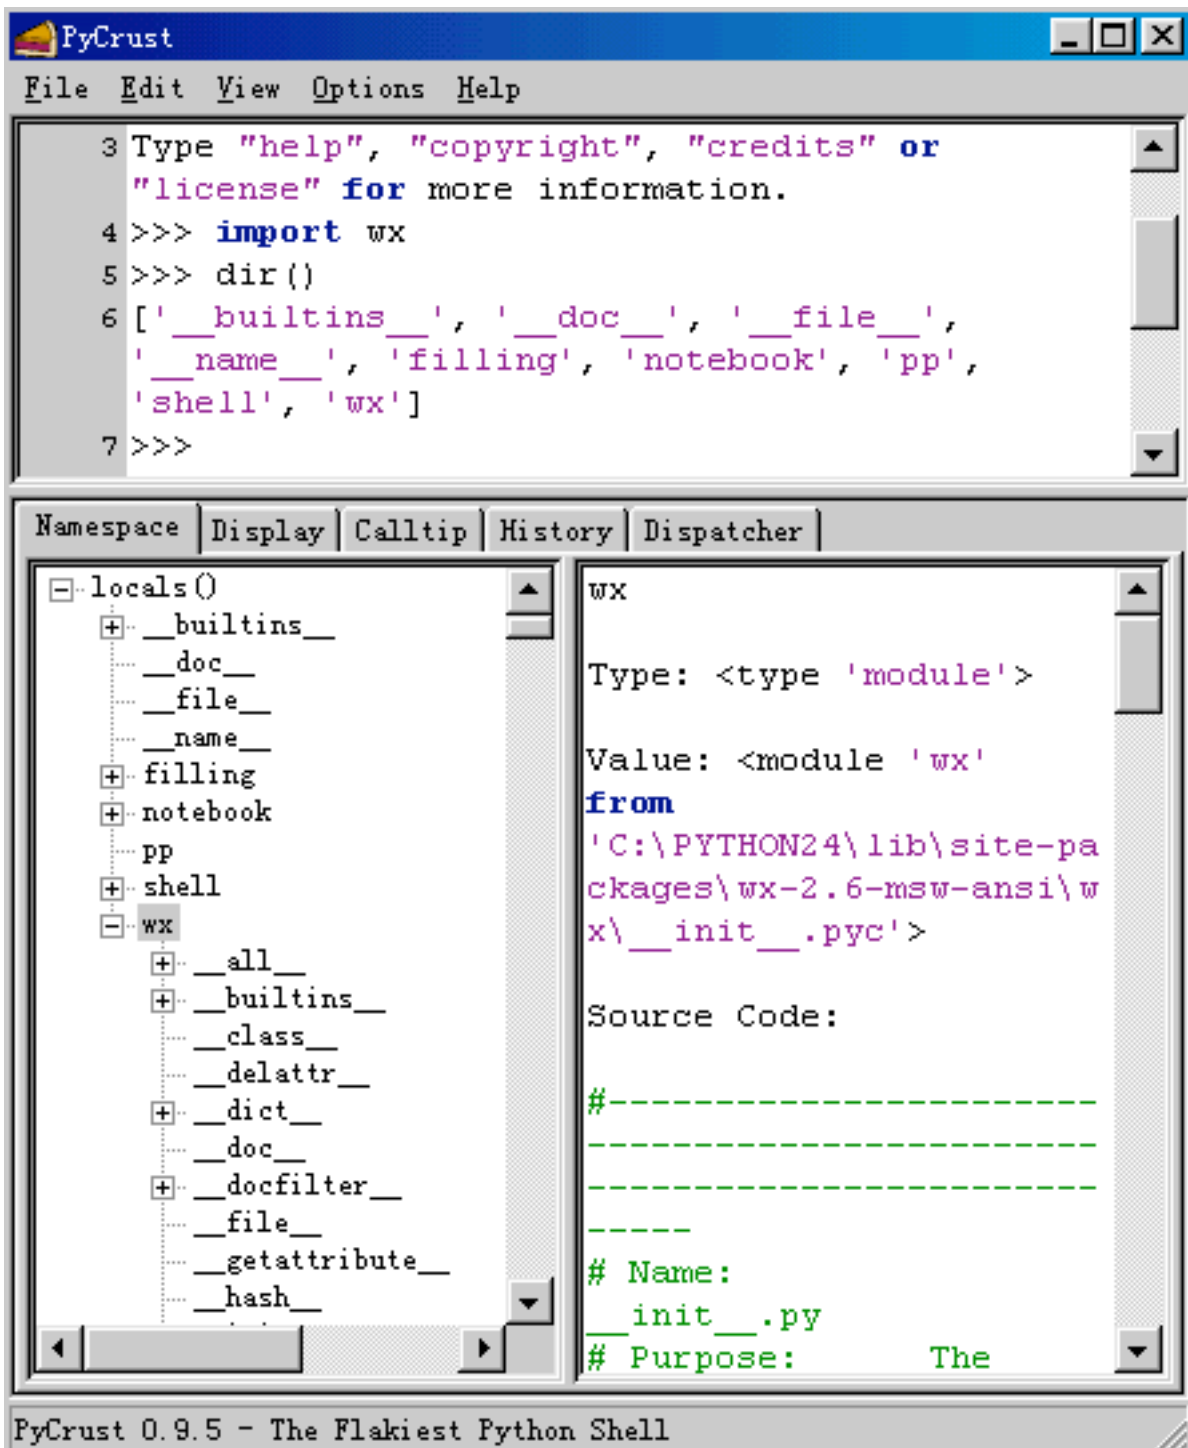 PyCrust
File Edit View Options Help
3 Type "help", "copyright", "credits" or
"license" for more information.
4 >>> import wx
5 >>> dir()
6 ['__builtins__', '__doc__', '__file__',
'__name__', 'filling', 'notebook', 'pp',
'shell', 'wx']
7 >>>
Namespace Display Calltip History Dispatcher
locals()
__builtins__
__doc__
__file__
__name__
filling
notebook
pp
shell
wx
__all__
__builtins__
__class__
__delattr__
__dict__
__doc__
__docfilter__
__file__
__getattribute__
__hash__
wx
Type: <type 'module'>
Value: <module 'wx'
from
'C:\PYTHON24\lib\site-pa
ckages\wx-2.6-msw-ansi\w
x\__init__.pyc'>
Source Code:
#-----------------------
------------------------
------------------------
-----
# Name:
__init__.py
# Purpose: The
PyCrust 0.9.5 - The Flakiest Python Shell